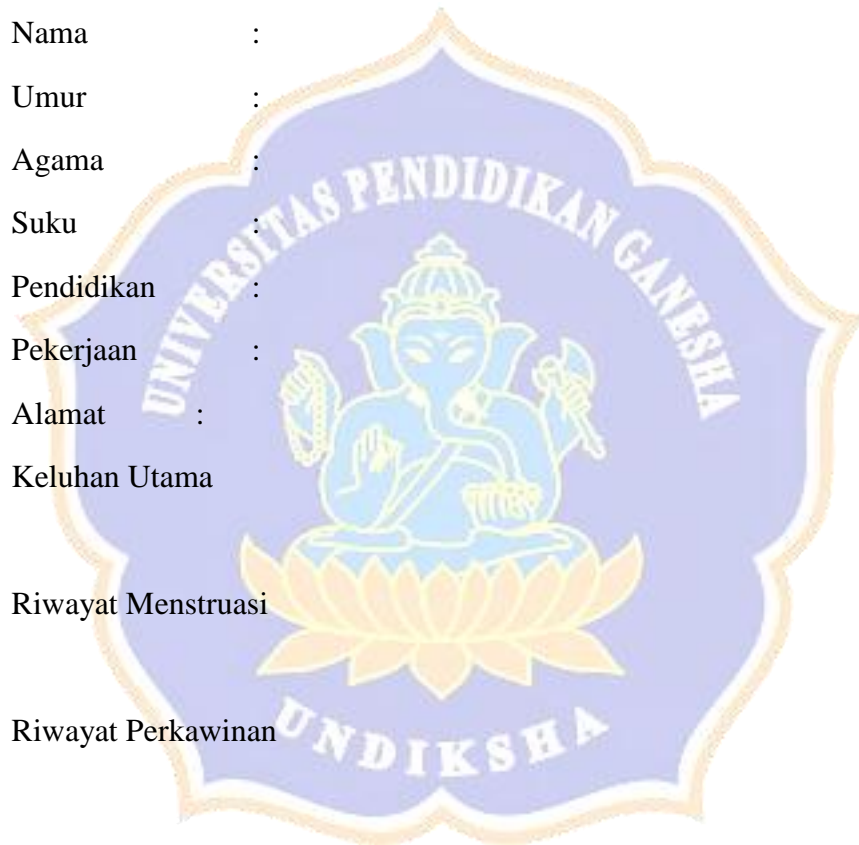 Nama :
Umur :
Agama :
Suku :
Pendidikan :
Pekerjaan :
Alamat :
Keluhan Utama
Riwayat Menstruasi
Riwayat Perkawinan
UNIVERSITAS PENDIDIKAN GANESHA
UNDIKSHA